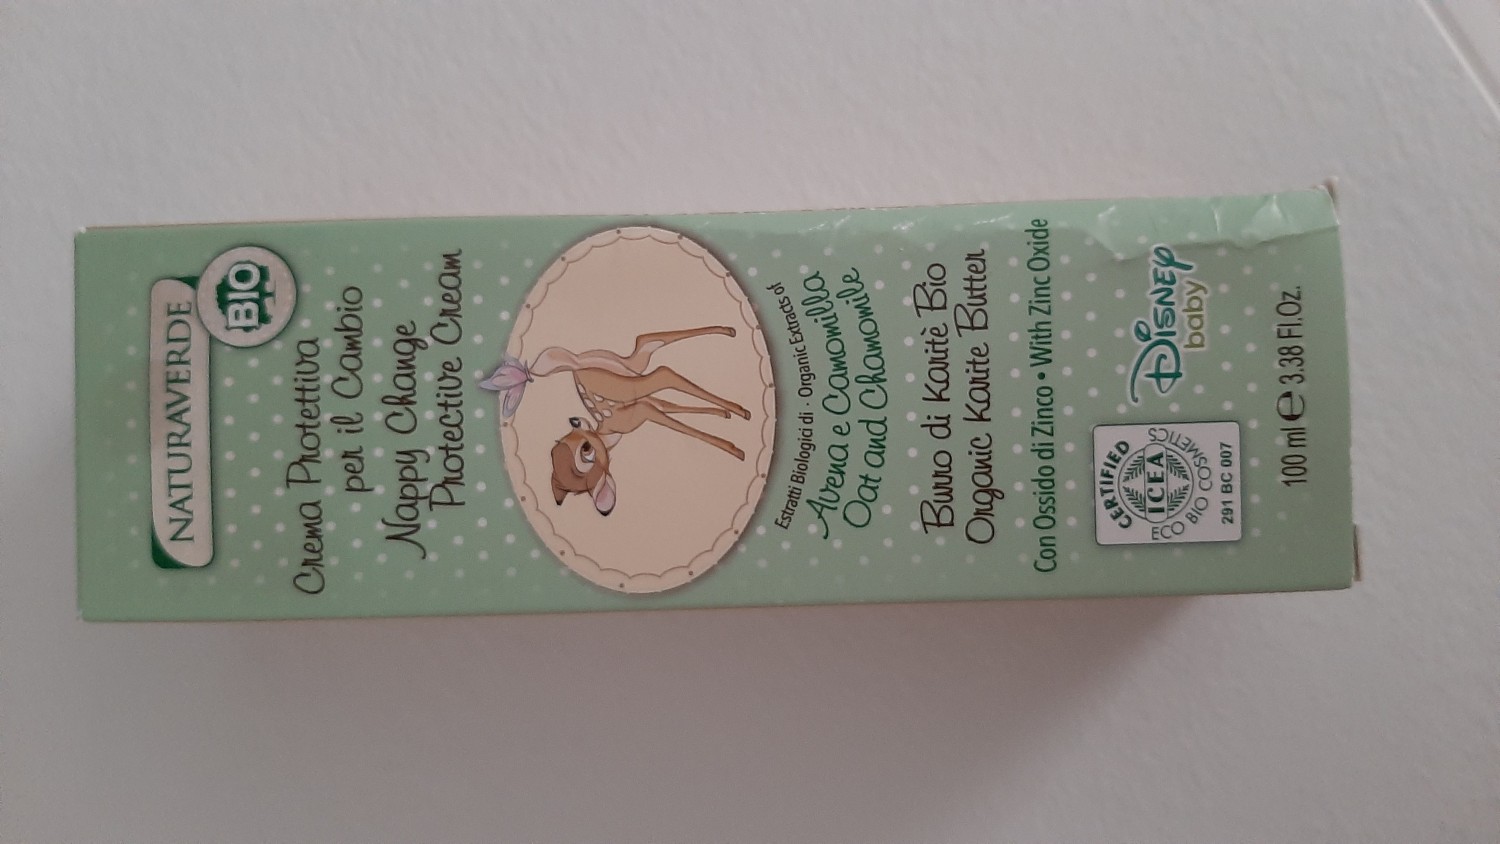 NATURAVERDE
BIO
Crema Protettiva
per il Cambio
Nappy Change
Protective Cream
Estratti Biologici di · Organic Extracts of
Avena e Camomilla
Oat and Chamomile
Burro di Karitè Bio
Organic Karite Butter
Con Ossido di Zinco • With Zinc Oxide
CERTIFIED
ICEA
ECO BIO COSMETICS
291 BC 007
Disney
baby
100 ml ℮ 3.38 Fl.Oz.